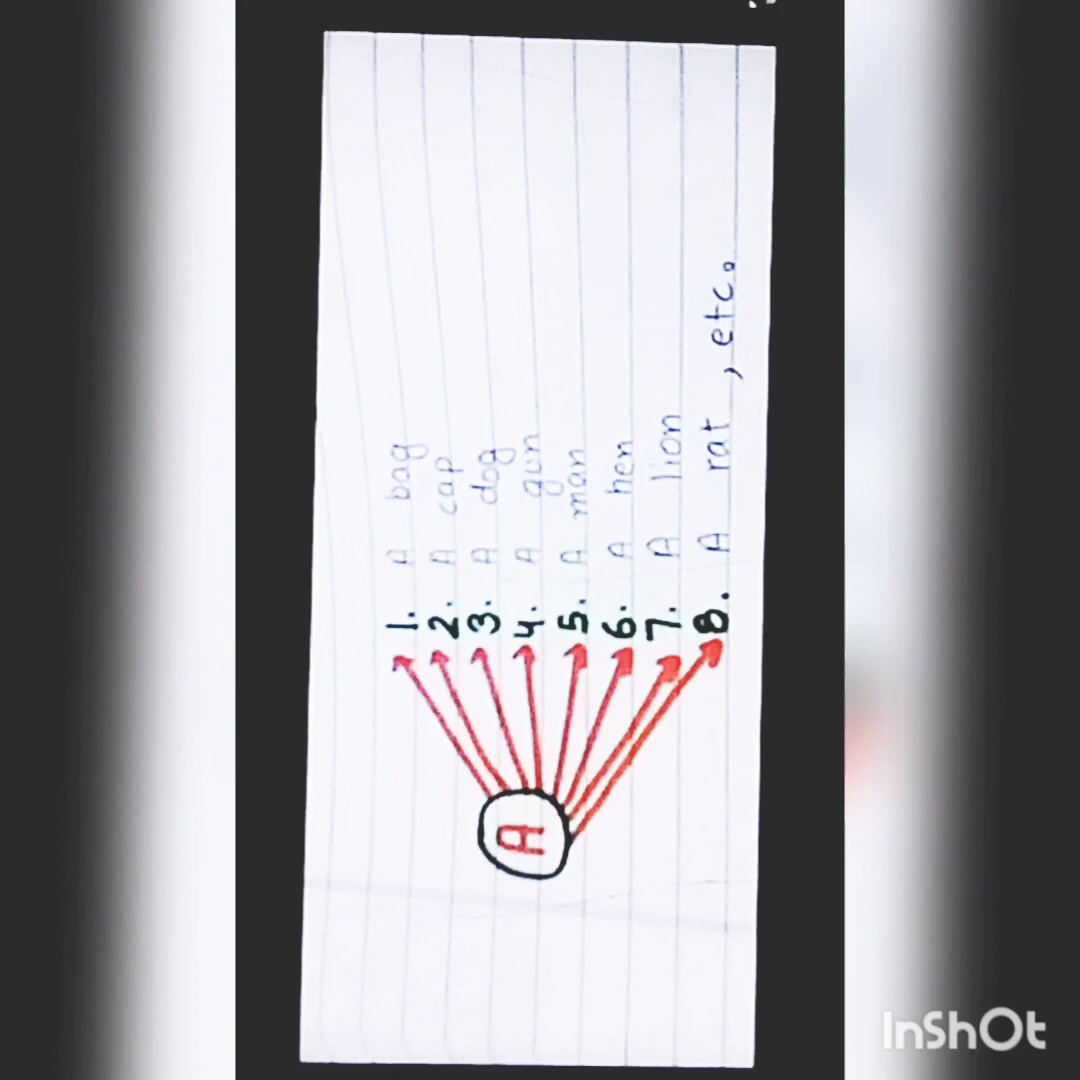 A
1. A bag
2. A cap
3. A dog
4. A gun
5. A man
6. A hen
7. A lion
8. A rat, etc.
InShOt